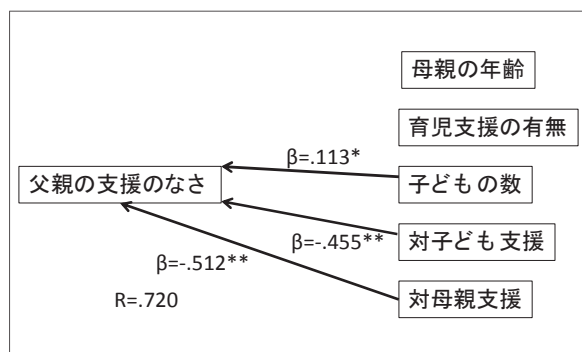 母親の年齢
育児支援の有無
β=.113*
父親の支援のなさ
子どもの数
β=-.455**
対子ども支援
β=-.512**
対母親支援
R=.720